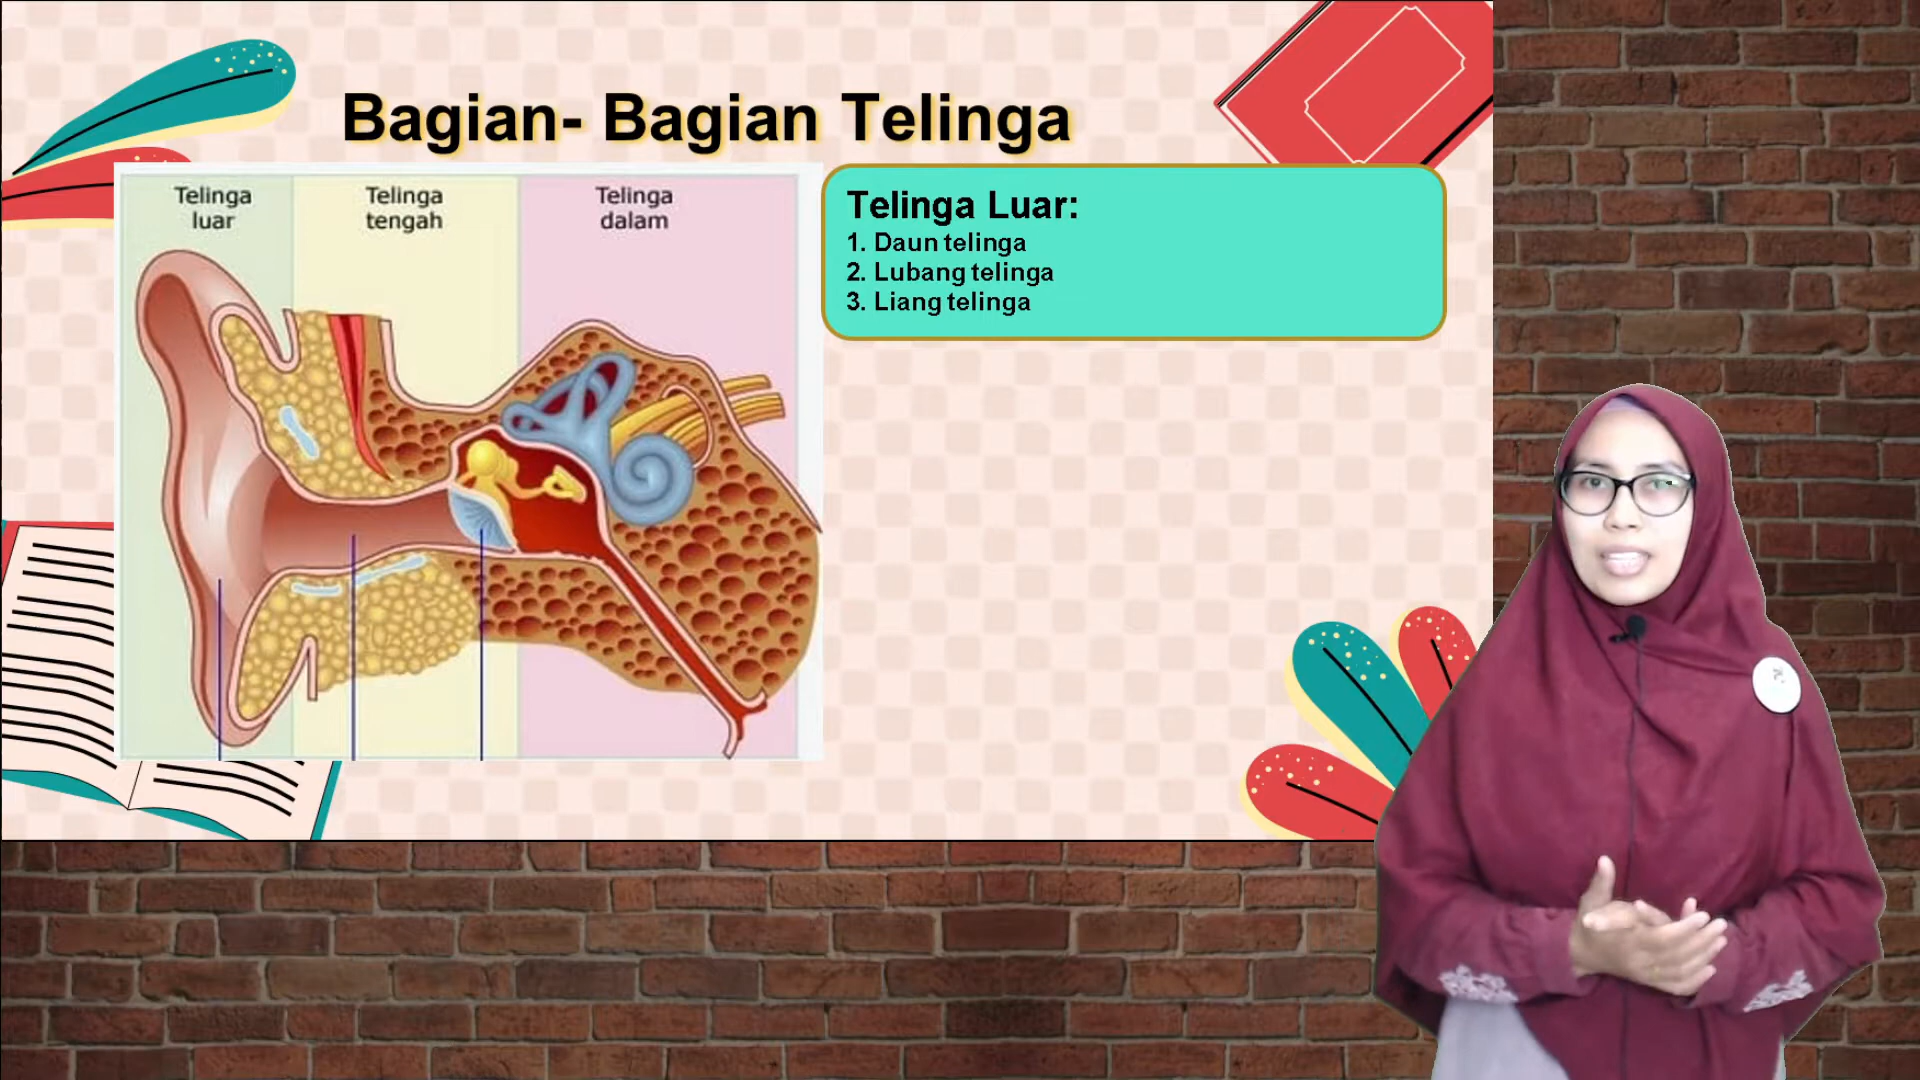 Bagian- Bagian Telinga
Telinga
luar
Telinga
tengah
Telinga
dalam
Telinga Luar:
1. Daun telinga
2. Lubang telinga
3. Liang telinga